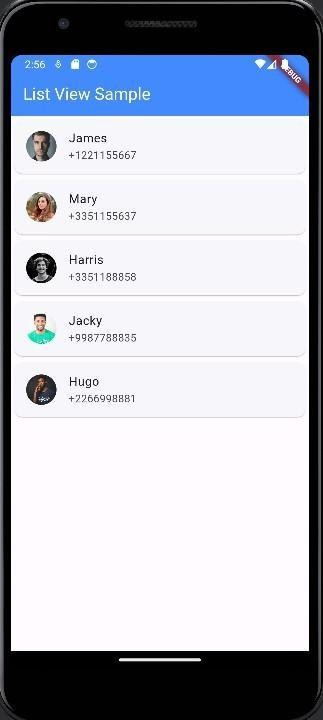 2:56
DEBUG
List View Sample
James
+1221155667
Mary
+3351155637
Harris
+3351188858
Jacky
+9987788835
Hugo
+2266998881